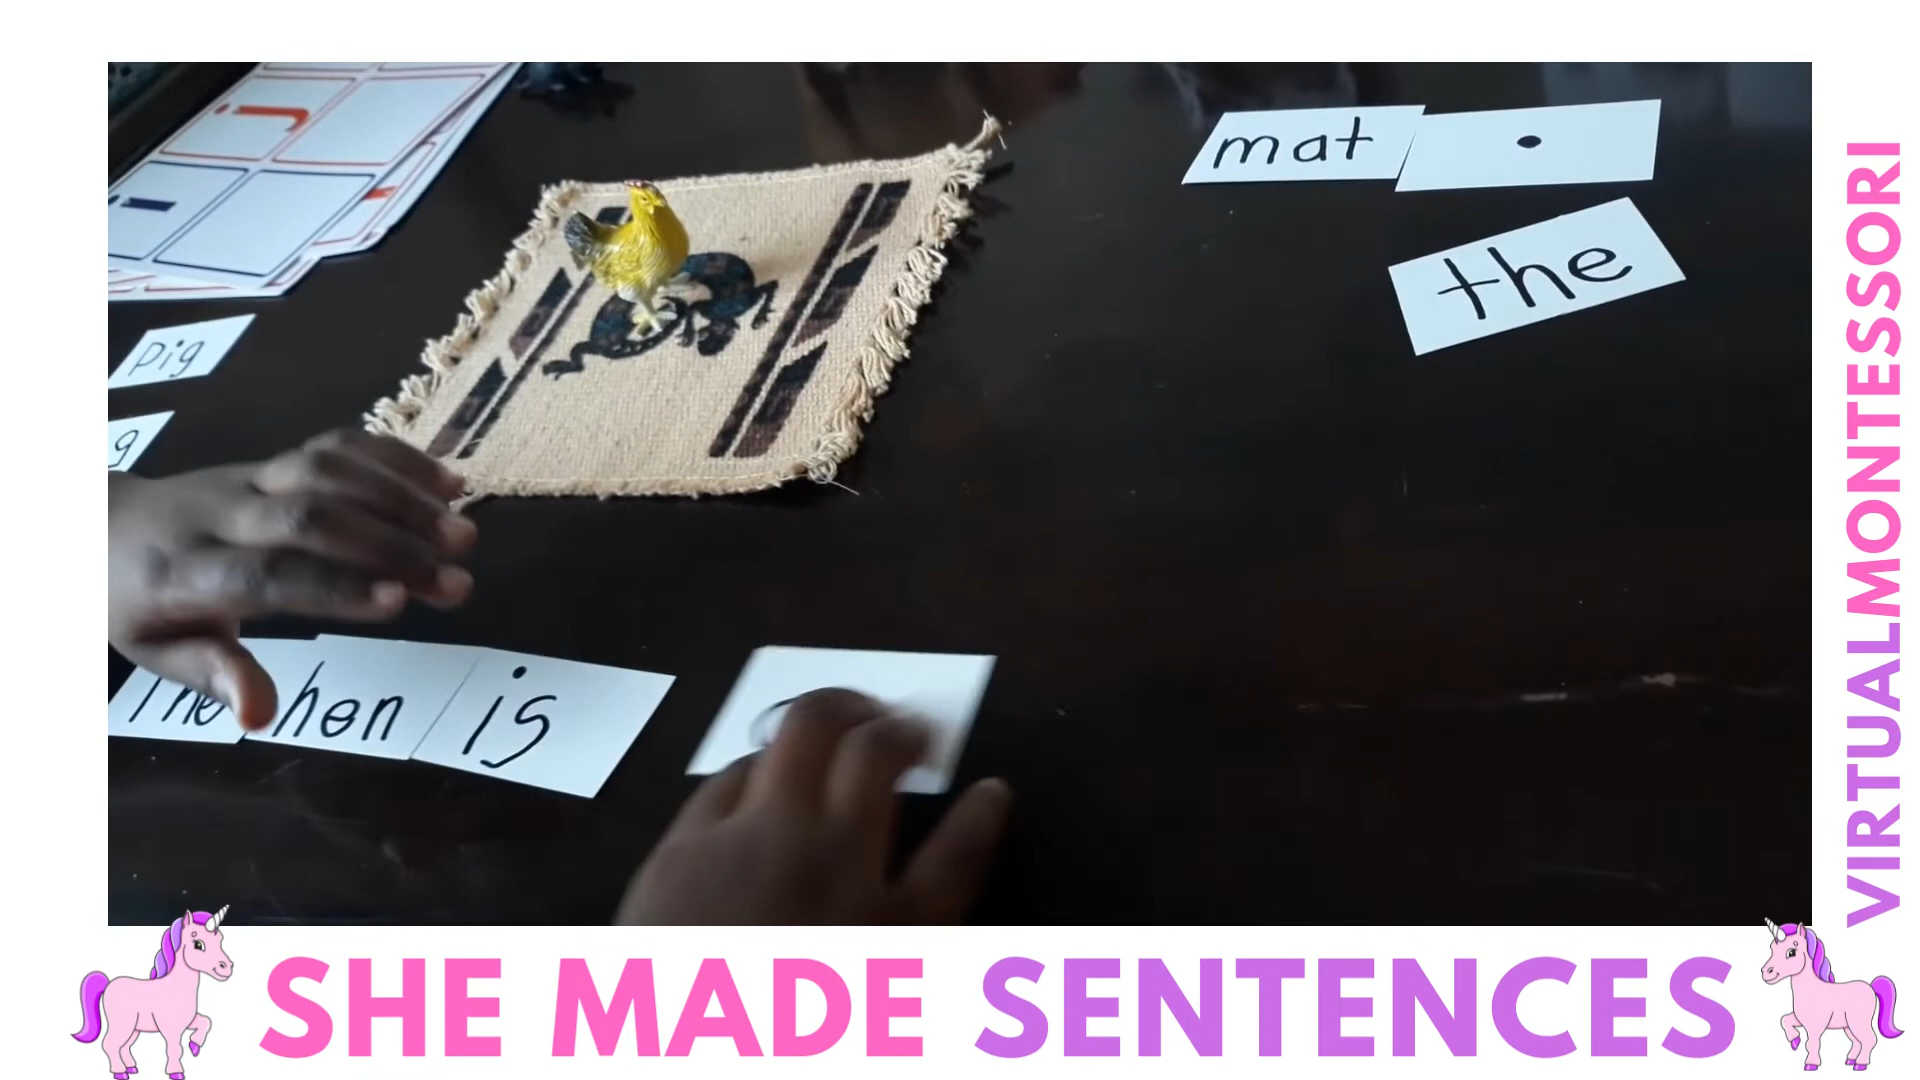 mat .
the
pig
g
The hen is
SHE MADE SENTENCES
VIRTUALMONTESSORI